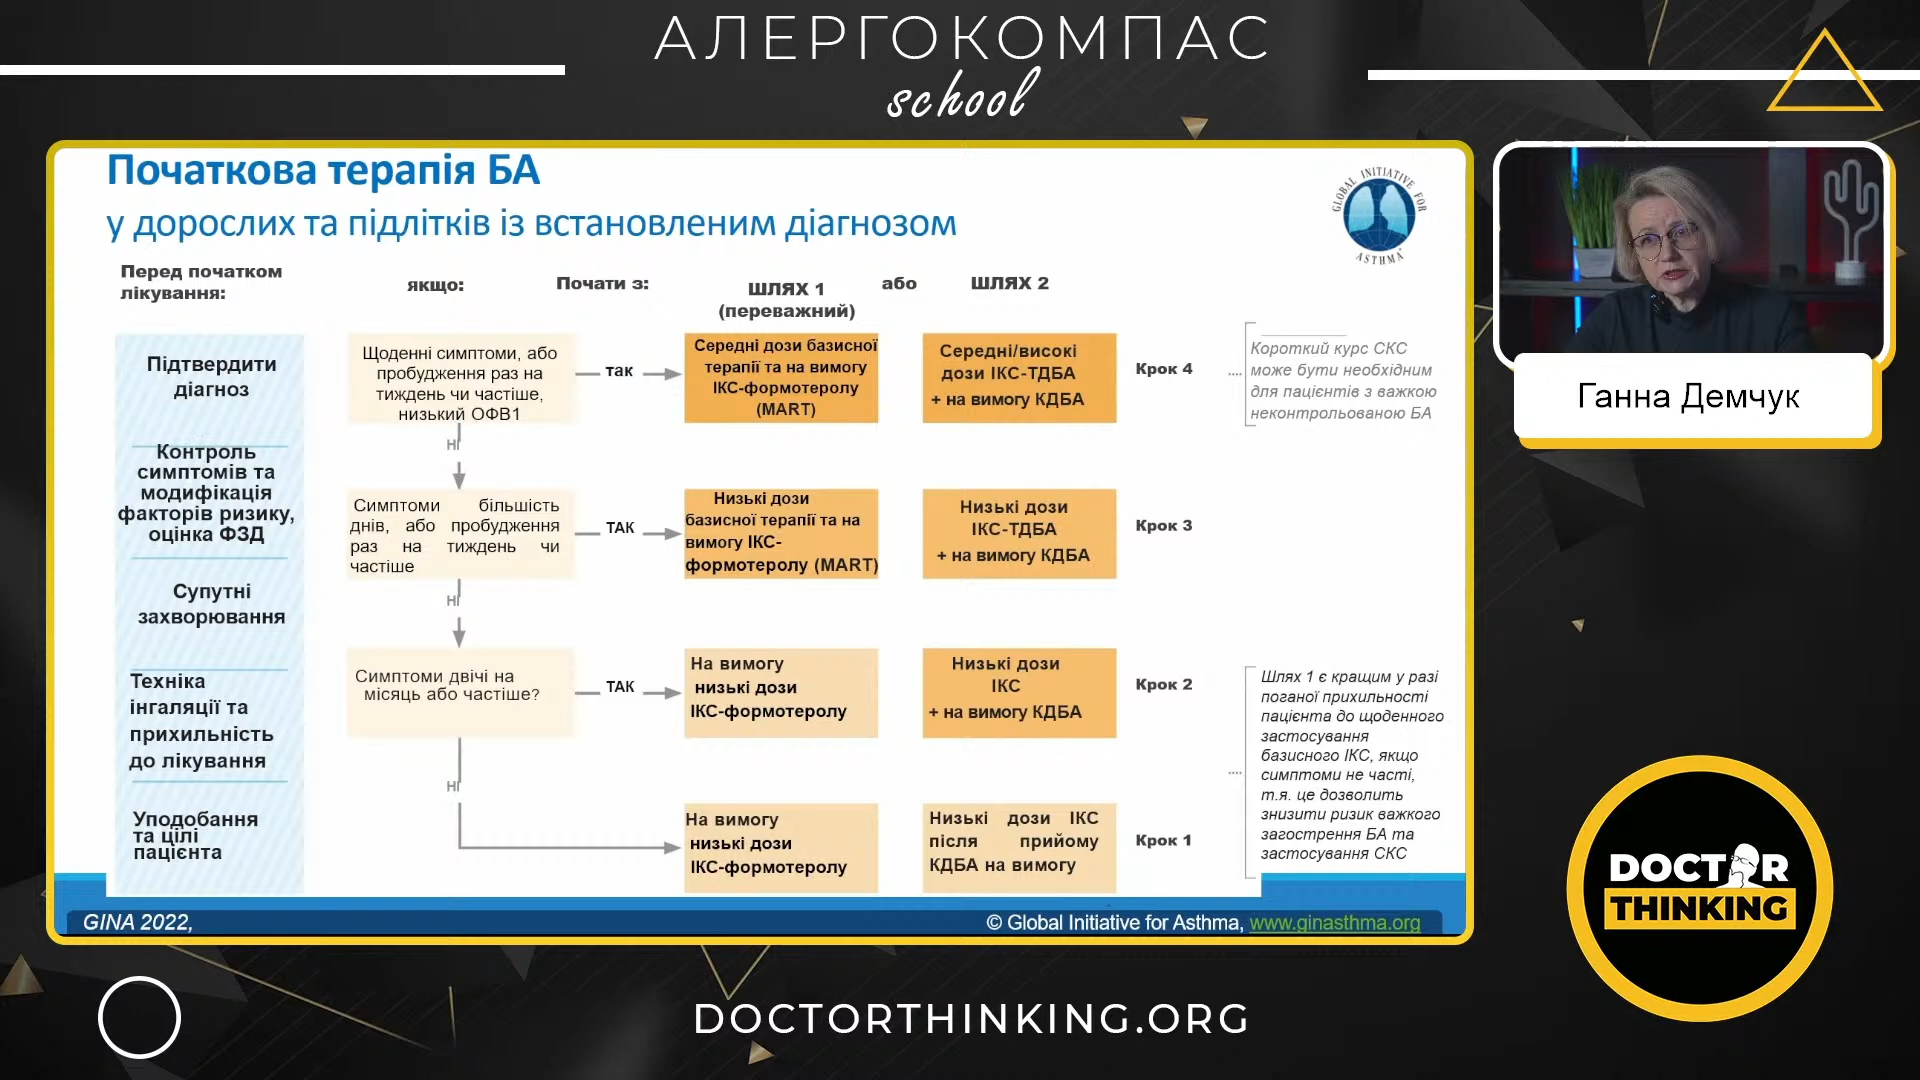 АЛЕРГОКОМПАС
school
Початкова терапія БА
у дорослих та підлітків із встановленим діагнозом
GLOBAL INITIATIVE FOR
ASTHMA
Перед початком
лікування:
якщо:
Почати з:
ШЛЯХ 1
(переважний)
або
ШЛЯХ 2
Підтвердити
діагноз
Контроль
симптомів та
модифікація
факторів ризику,
оцінка ФЗД
Супутні
захворювання
Техніка
інгаляції та
прихильність
до лікування
Уподобання
та цілі
пацієнта
Щоденні симптоми, або
пробудження раз на
тиждень чи частіше,
низький ОФВ1
так
Середні дози базисної
терапії та на вимогу
ІКС-формотеролу
(MART)
Середні/високі
дози ІКС-ТДБА
+ на вимогу КДБА
Крок 4
Короткий курс СКС
може бути необхідним
для пацієнтів з важкою
неконтрольованою БА
НІ
Симптоми більшість
днів, або пробудження
раз на тиждень чи
частіше
ТАК
Низькі дози
базисної терапії та на
вимогу ІКС-
формотеролу (MART)
Низькі дози
ІКС-ТДБА
+ на вимогу КДБА
Крок 3
НІ
Симптоми двічі на
місяць або частіше?
ТАК
На вимогу
низькі дози
ІКС-формотеролу
Низькі дози
ІКС
+ на вимогу КДБА
Крок 2
НІ
На вимогу
низькі дози
ІКС-формотеролу
Низькі дози ІКС
після прийому
КДБА на вимогу
Крок 1
Шлях 1 є кращим у разі
поганої прихильності
пацієнта до щоденного
застосування
базисного ІКС, якщо
симптоми не часті,
т.я. це дозволить
знизити ризик важкого
загострення БА та
застосування СКС
GINA 2022,
© Global Initiative for Asthma, www.ginasthma.org
Ганна Демчук
DOCTOR
THINKING
DOCTORTHINKING.ORG